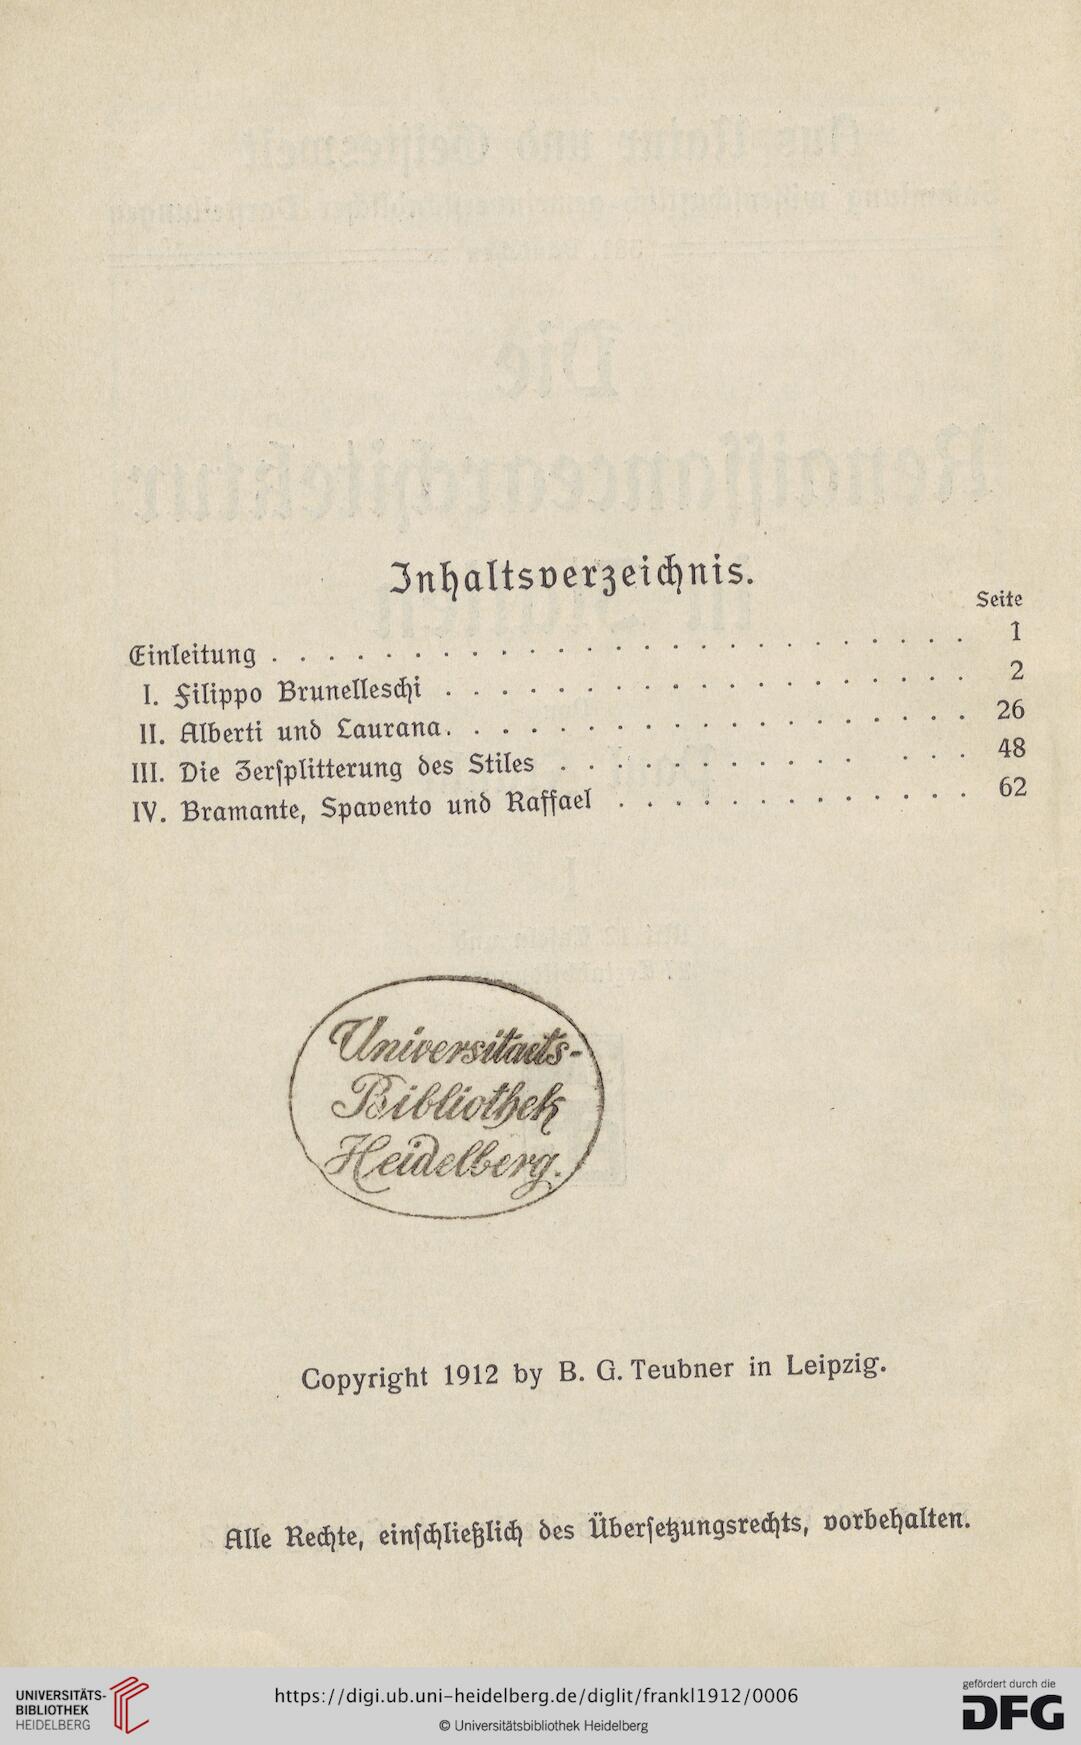 Inhaltsverzeichnis.
Seite
Einleitung . . . . . . . . . . . . . . . . . . . . . . . . . 1
I. Filippo Brunelleschi . . . . . . . . . . . . . . . . . . . 2
II. Alberti und Laurana. . . . . . . . . . . . . . . . . . . 26
III. Die Zerſplitterung des Stiles . . . . . . . . . . . . . . 48
IV. Bramante, Spavento und Raffael . . . . . . . . . . . . . 62
Universitaets-
Bibliothek
Heidelberg.
Copyright 1912 by B. G. Teubner in Leipzig.
Alle Rechte, einſchließlich des Überſetzungsrechts, vorbehalten.
UNIVERSITÄTS-
BIBLIOTHEK
HEIDELBERG
https://digi.ub.uni-heidelberg.de/diglit/frankl1912/0006
© Universitätsbibliothek Heidelberg
gefördert durch die
DFG